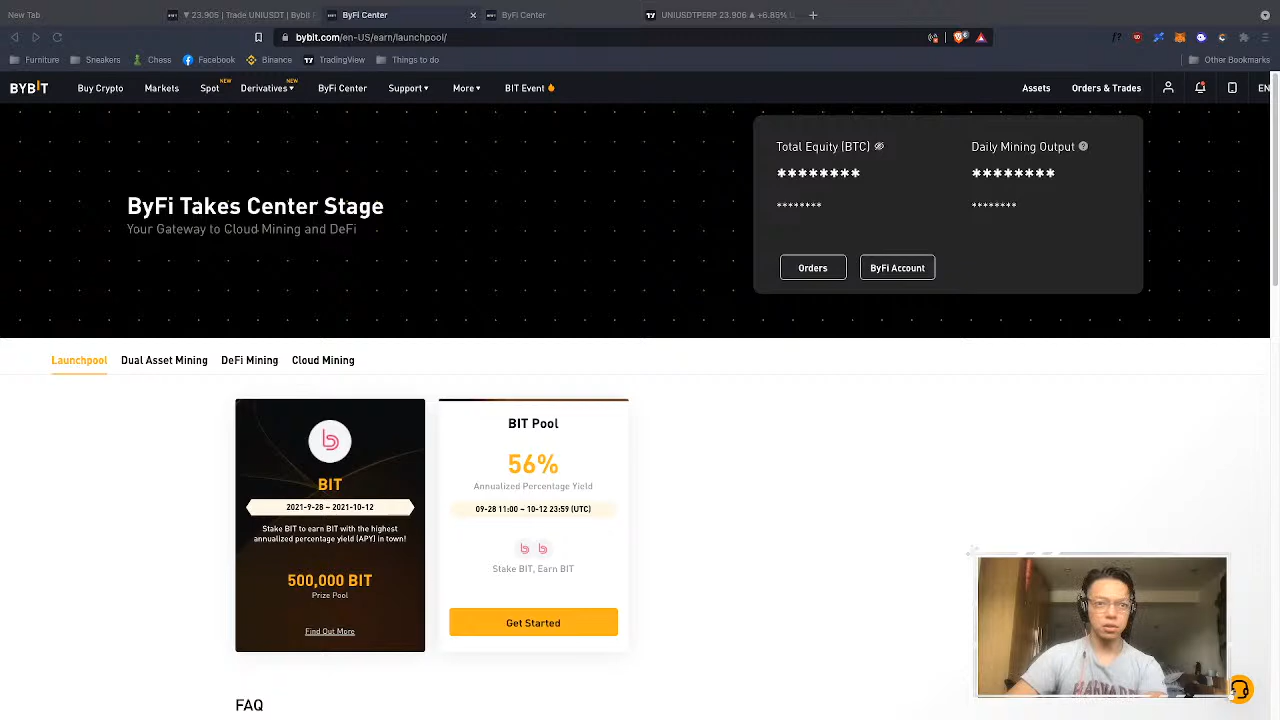 New Tab
▼ 23.905 | Trade UNIUSDT | Bybit F
ByFi Center
ByFi Center
UNIUSDTPERP 23.906 ▲ +6.85%
bybit.com/en-US/earn/launchpool/
Furniture
Sneakers
Chess
Facebook
Binance
TradingView
Things to do
Other Bookmarks
BYBIT
Buy Crypto
Markets
Spot
NEW
Derivatives
NEW
ByFi Center
Support
More
BIT Event
Assets
Orders & Trades
EN
Total Equity (BTC)
Daily Mining Output
********
********
********
********
ByFi Takes Center Stage
Your Gateway to Cloud Mining and DeFi
Orders
ByFi Account
Launchpool
Dual Asset Mining
DeFi Mining
Cloud Mining
BIT
2021-9-28 ~ 2021-10-12
Stake BIT to earn BIT with the highest
annualized percentage yield (APY) in town!
500,000 BIT
Prize Pool
Find Out More
BIT Pool
56%
Annualized Percentage Yield
09-28 11:00 ~ 10-12 23:59 (UTC)
Stake BIT, Earn BIT
Get Started
FAQ
HARVARD